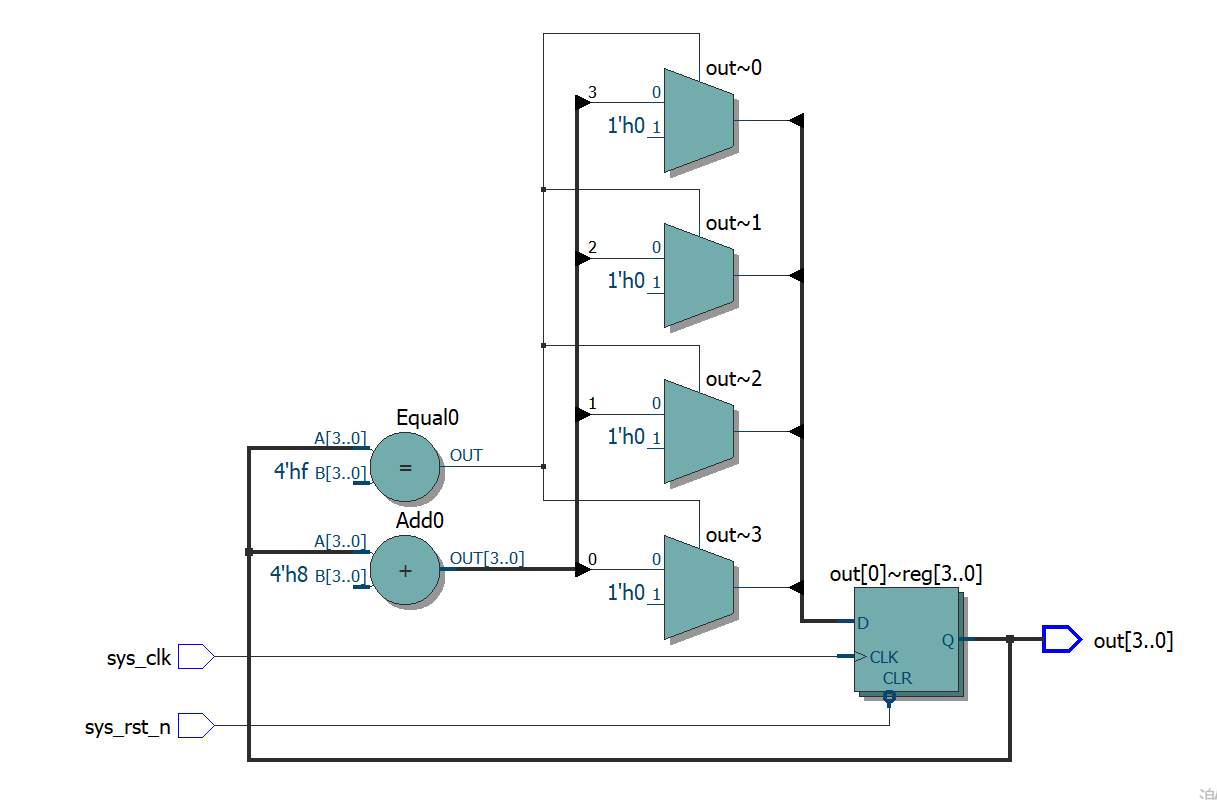 out~0
3 0
1'h0 1
out~1
2 0
1'h0 1
out~2
1 0
1'h0 1
Equal0
A[3..0]
OUT
=
4'hf B[3..0]
Add0
A[3..0]
OUT[3..0]
+
4'h8 B[3..0]
out~3
0 0
1'h0 1
out[0]~reg[3..0]
D
Q
CLK
CLR
out[3..0]
sys_clk
sys_rst_n